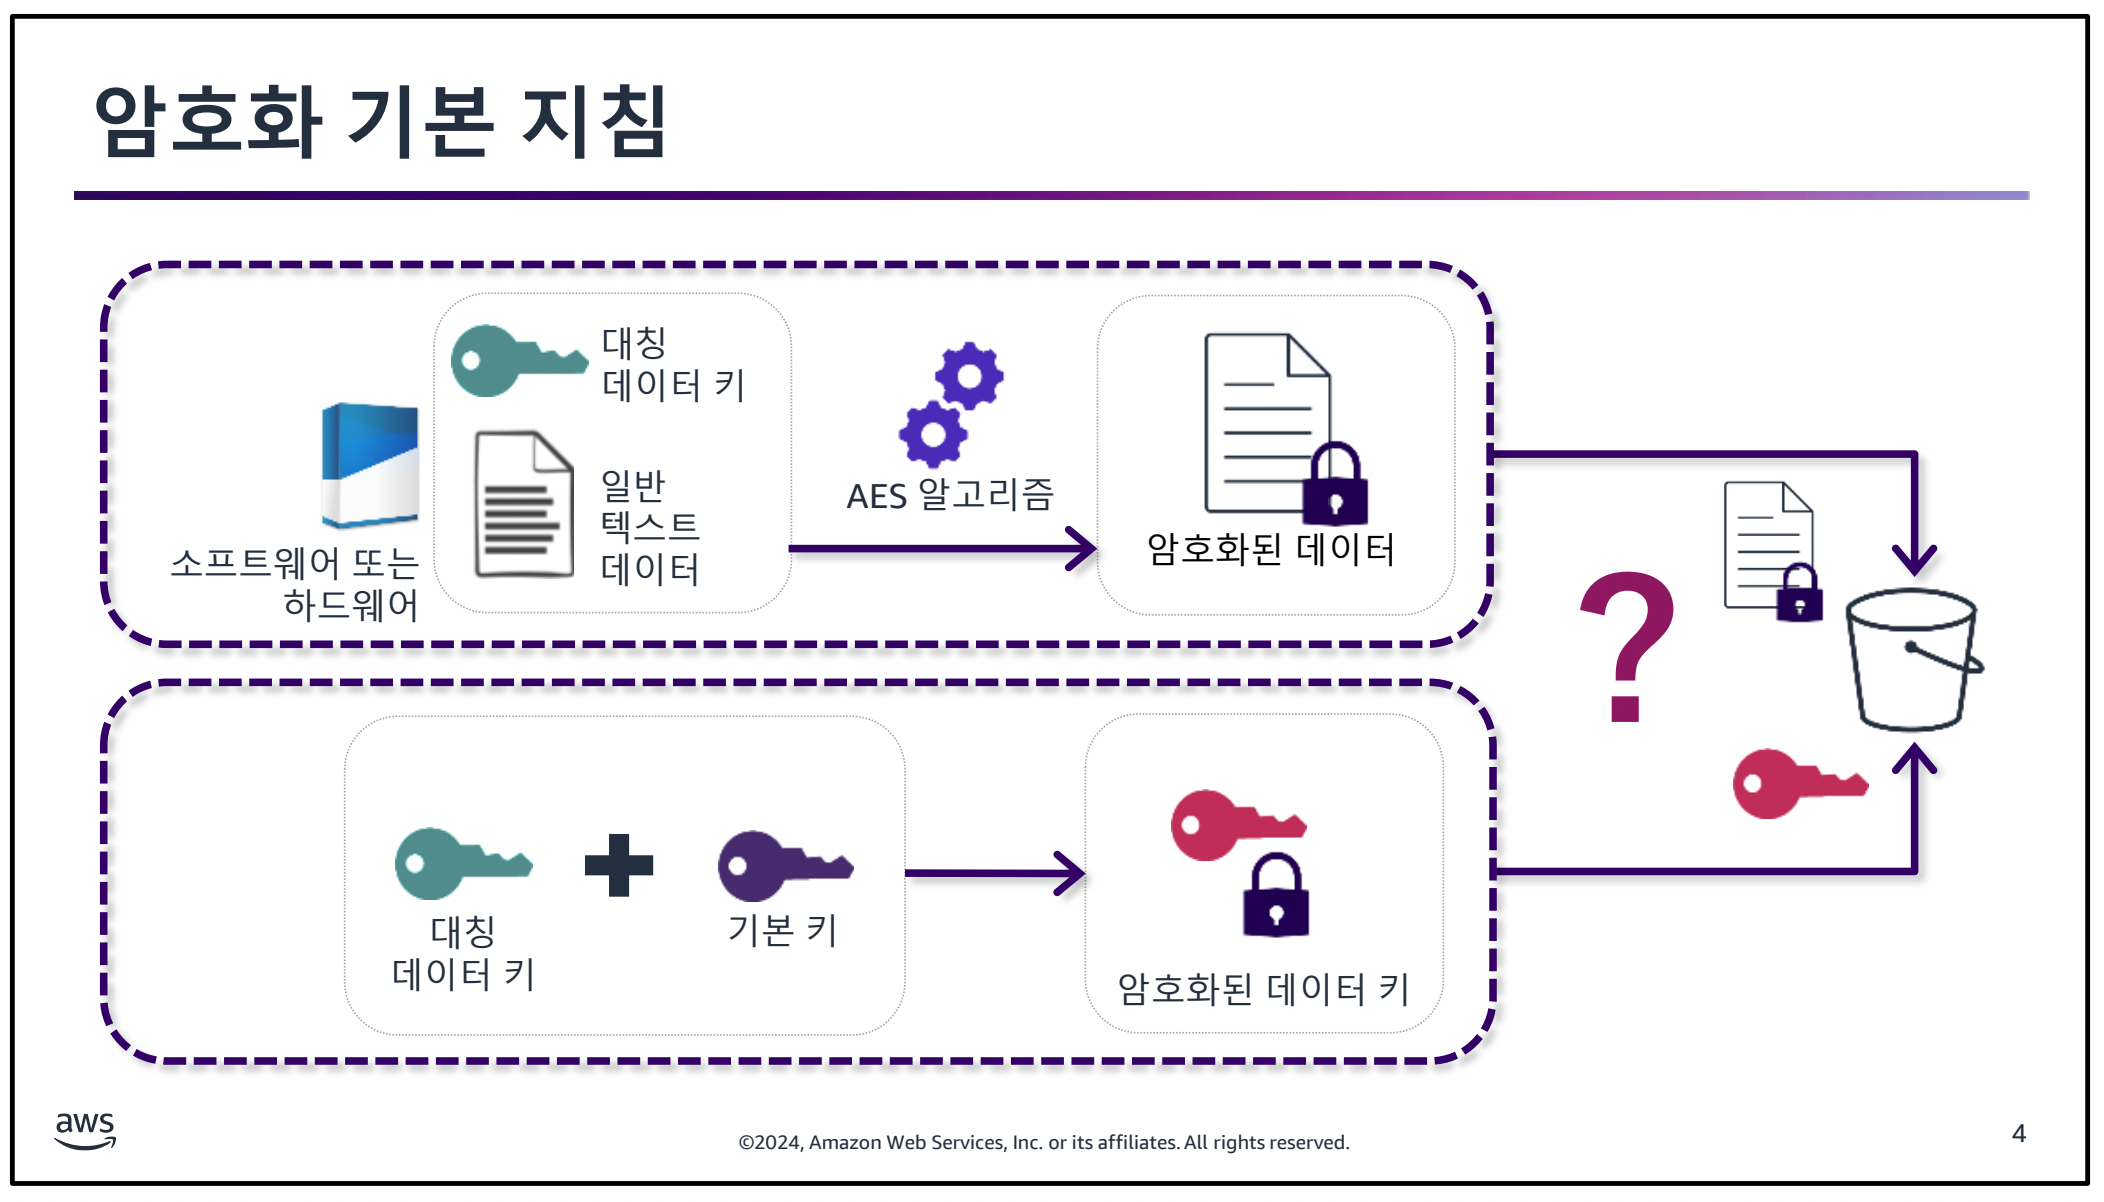 암호화 기본 지침
대칭
데이터 키
일반
텍스트
데이터
소프트웨어 또는
하드웨어
AES 알고리즘
암호화된 데이터
?
대칭
데이터 키
기본 키
암호화된 데이터 키
aws
©2024, Amazon Web Services, Inc. or its affiliates. All rights reserved.
4